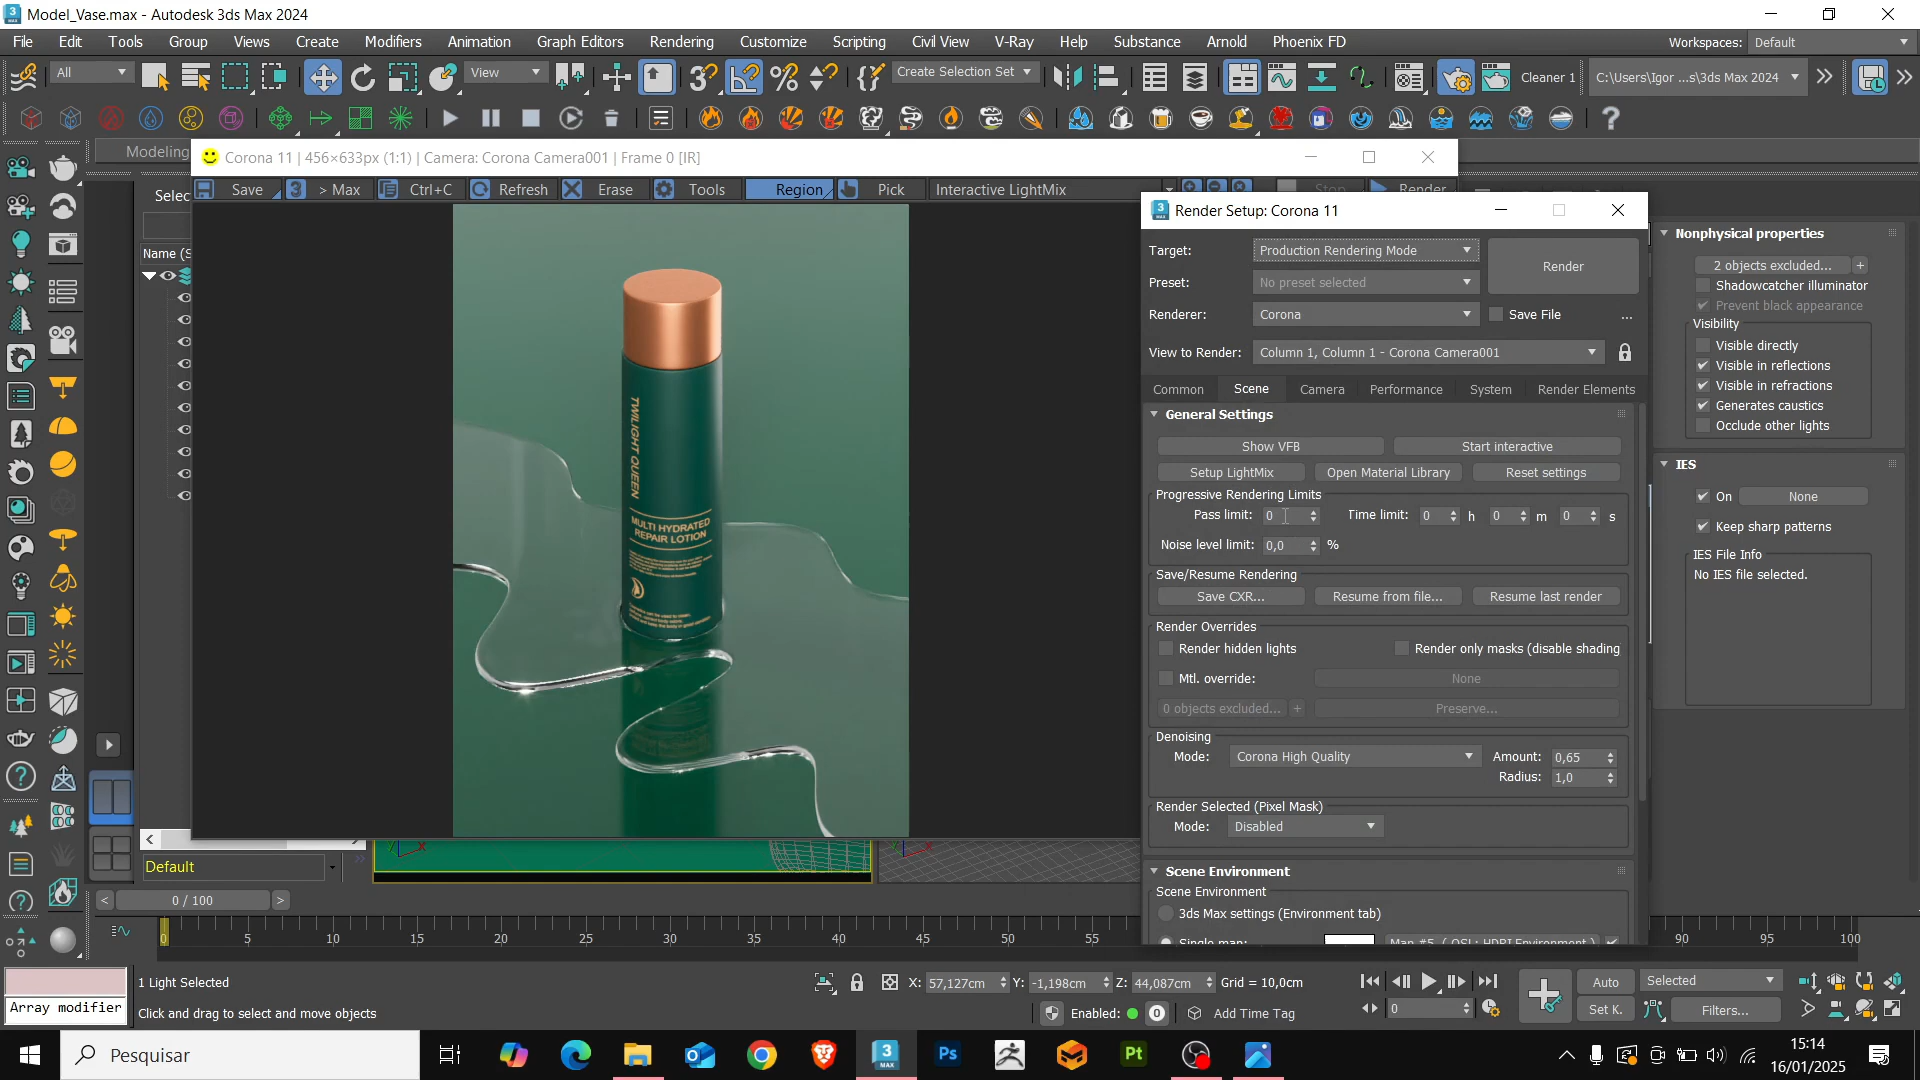 Model_Vase.max - Autodesk 3ds Max 2024
File Edit Tools Group Views Create Modifiers Animation Graph Editors Rendering Customize Scripting Civil View V-Ray Help Substance Arnold Phoenix FD Workspaces: Default
All View Create Selection Set Cleaner 1 C:\Users\Igor ...s\3ds Max 2024
Modeling
Corona 11 | 456×633px (1:1) | Camera: Corona Camera001 | Frame 0 [IR]
Save > Max Ctrl+C Refresh Erase Tools Region Pick Interactive LightMix Stop Render
Selec
Name (S
TWILIGHT QUEEN
MULTI HYDRATED
REPAIR LOTION
Render Setup: Corona 11
Target: Production Rendering Mode
Render
Preset: No preset selected
Renderer: Corona Save File ...
View to Render: Column 1, Column 1 - Corona Camera001
Common Scene Camera Performance System Render Elements
General Settings
Show VFB Start interactive
Setup LightMix Open Material Library Reset settings
Progressive Rendering Limits
Pass limit: 0 Time limit: 0 h 0 m 0 s
Noise level limit: 0,0 %
Save/Resume Rendering
Save CXR... Resume from file... Resume last render
Render Overrides
Render hidden lights Render only masks (disable shading
Mtl. override: None
0 objects excluded... + Preserve...
Denoising
Mode: Corona High Quality Amount: 0,65
Radius: 1,0
Render Selected (Pixel Mask)
Mode: Disabled
Scene Environment
Scene Environment
3ds Max settings (Environment tab)
Single map: Map #5 ( OSL: HDRI Environment )
Nonphysical properties
2 objects excluded... +
Shadowcatcher illuminator
Prevent black appearance
Visibility
Visible directly
Visible in reflections
Visible in refractions
Generates caustics
Occlude other lights
IES
On None
Keep sharp patterns
IES File Info
No IES file selected.
Default
< 0 / 100 >
0 5 10 15 20 25 30 35 40 45 50 55 90 95 100
1 Light Selected X: 57,127cm Y: -1,198cm Z: 44,087cm Grid = 10,0cm Auto Selected
Array modifier Click and drag to select and move objects Enabled: 0 Add Time Tag 0 Set K. Filters...
Pesquisar
15:14
16/01/2025